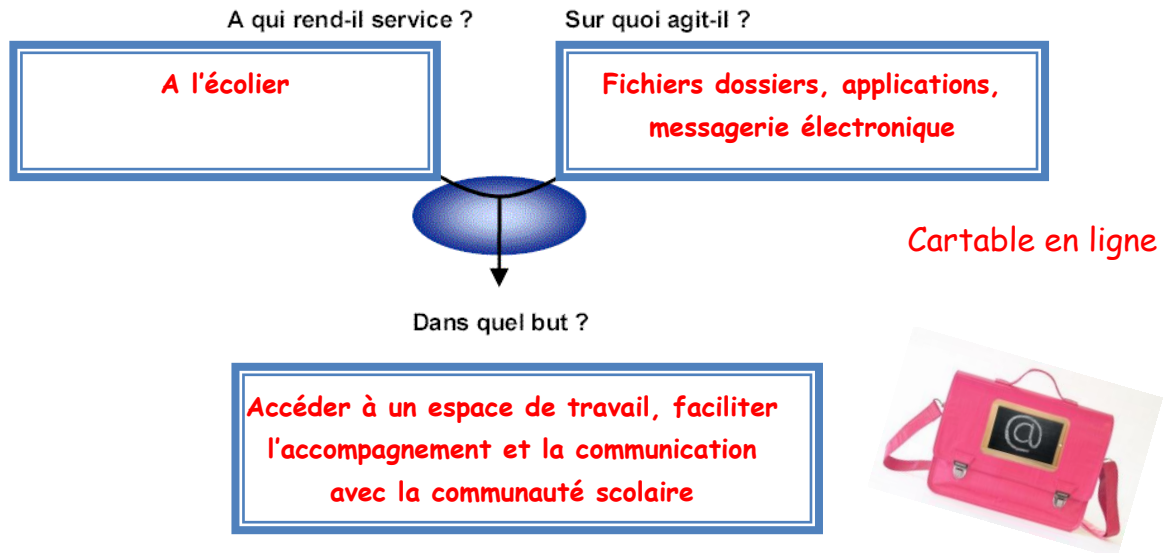 A qui rend-il service ?
Sur quoi agit-il ?
A l'écolier
Fichiers dossiers, applications,
messagerie électronique
Cartable en ligne
Dans quel but ?
Accéder à un espace de travail, faciliter
l'accompagnement et la communication
avec la communauté scolaire
@